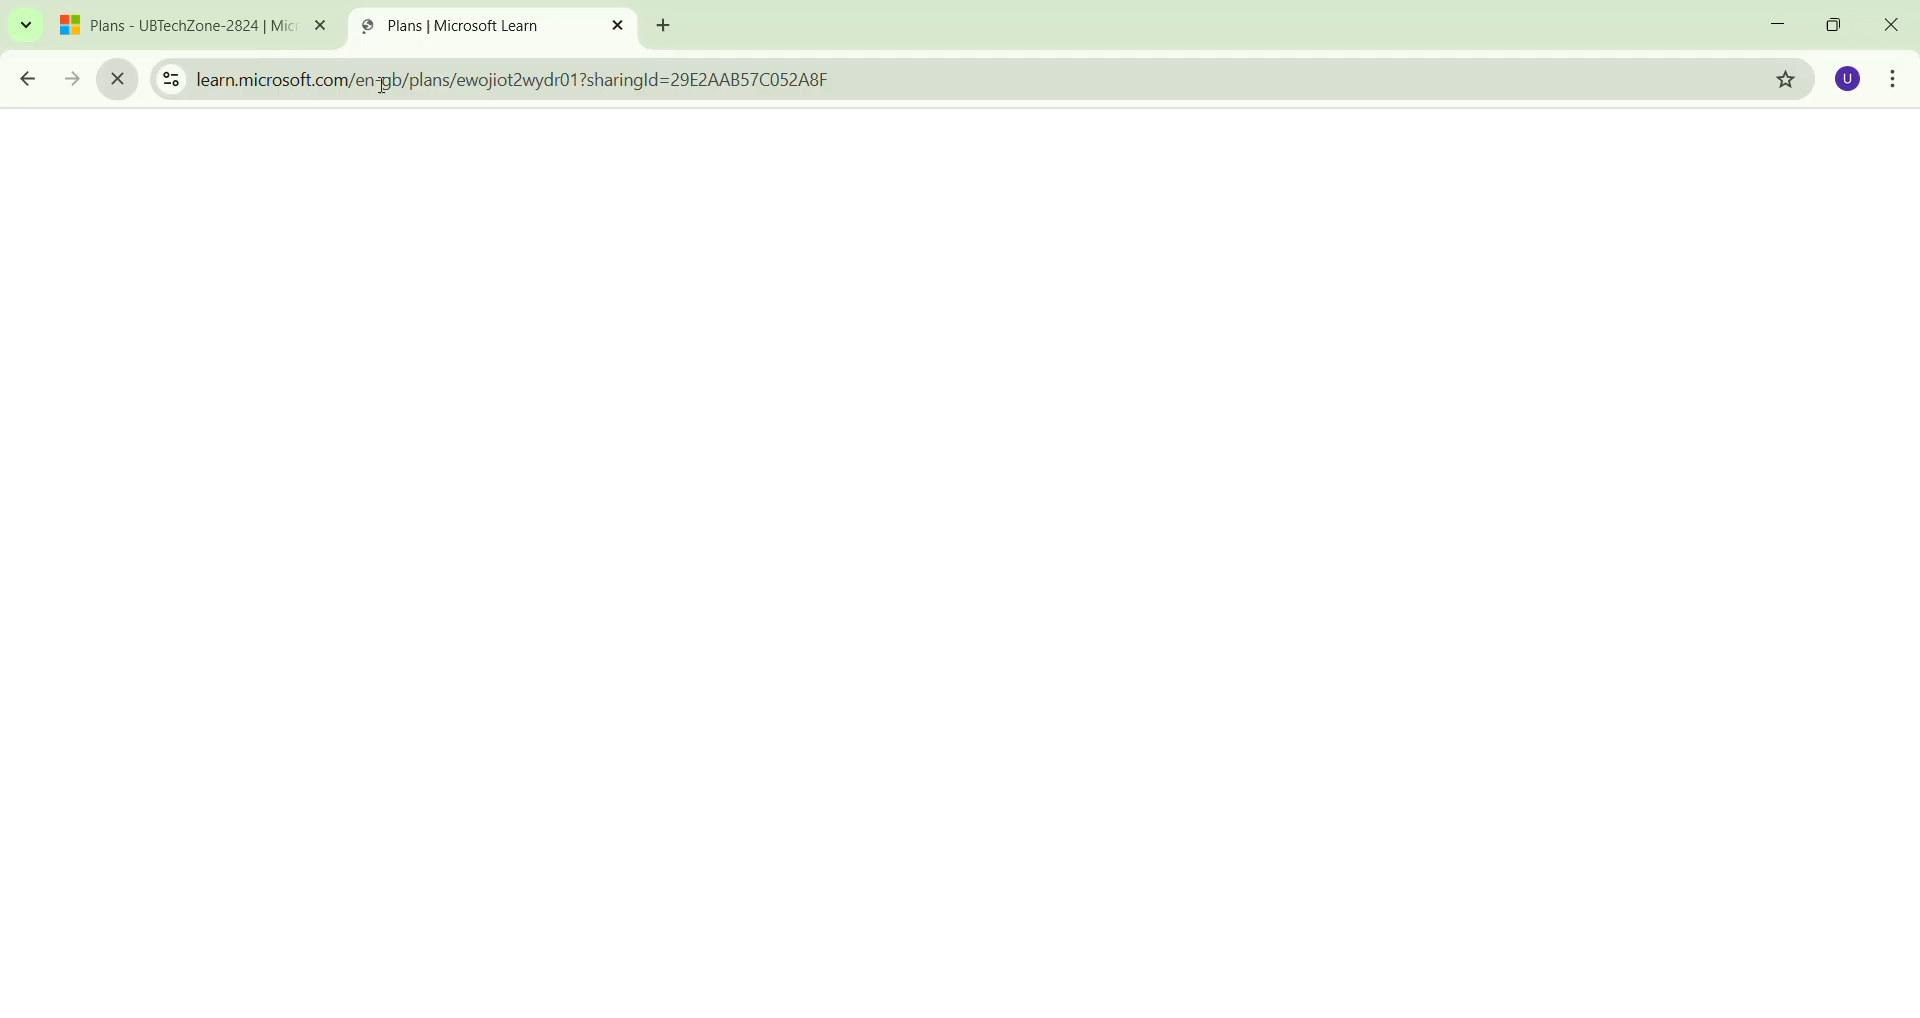 Plans - UBTechZone-2824 | Mic
Plans | Microsoft Learn
learn.microsoft.com/en-gb/plans/ewojiot2wydr01?sharingId=29E2AAB57C052A8F
U